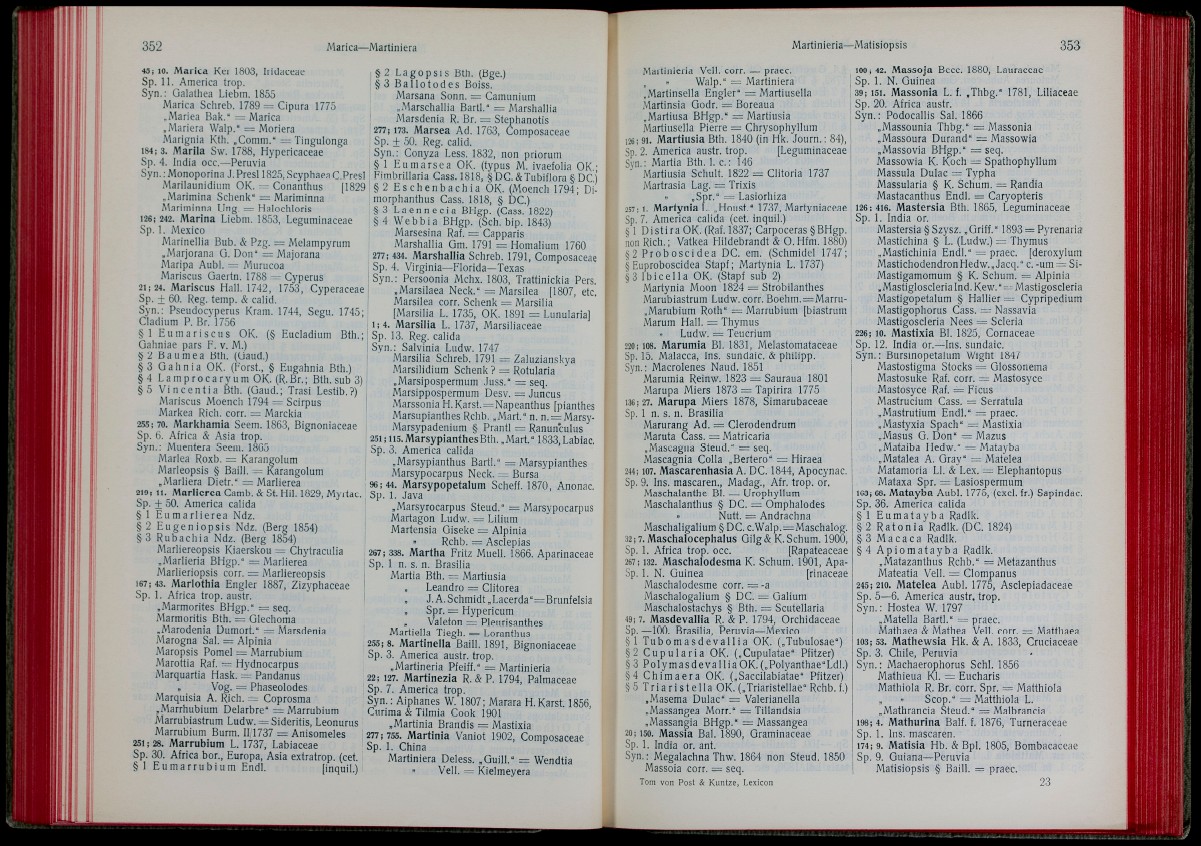 352
Marica—Martiniera
45; 10. Marica Ker 1803, Iridaceae
Sp. 11. America trop.
Syn.: Galathea Liebm. 1855
Marica Schreb. 1789 = Cipura 1775
„Mariea Bak.“ = Marica
„Mariera Walp.“ = Moriera
Marignia Kth. „Comm.“ = Tingulonga
184; 3. Marila Sw. 1788, Hypericaceae
Sp. 4. India occ.—Peruvia
Syn.: Monoporina J. Presl 1825, Scyphaea C. Presl
Marilaunidium OK. = Conanthus [1829
„Marimina Schenk“ = Marimnna
Marimnna Ung. = Halochloris
126; 242. Marina Liebm. 1853, Leguminaceae
Sp. 1. Mexico
Marinellia Bub. & Pzg. = Melampyrum
„Marjorana G. Don“ = Majorana
Maripa Aubl. = Murucoa
Mariscus Gaertn. 1788 = Cyperus
21; 24. Mariscus Hall. 1742, 1753, Cyperaceae
Sp. ± 60. Reg. temp. & calid.
Syn.: Pseudocyperus Kram. 1744, Segu. 1745;
Cladium P. Br. 1756
§ 1 Eumariscus OK. (§ Eucladium Bth.;
Gahniae pars F. v. M.)
§ 2 Baumea Bth. (Gaud.)
§ 3 Gahnia OK. (Forst., § Eugahnia Bth.)
§ 4 Lamprocaryum OK. (R. Br.; Bth. sub 3)
§ 5 Vincentia Bth. (Gaud.; Trasi Lestib.?)
Mariscus Moench 1794 = Scirpus
Markea Rich. corr. = Marckia
255; 70. Markhamia Seem. 1863, Bignoniaceae
Sp. 6. Africa & Asia trop.
Syn.: Muentera Seem. 1865
Marlea Roxb. = Karangolum
Marleopsis § Baill. = Karangolum
„Marliera Dietr.“ = Marlierea
219; 11. Marlierea Camb. & St. Hil. 1829, Myrtac.
Sp. ± 50. America calida
§ 1 Eumarlierea Ndz.
§ 2 Eugeniopsis Ndz. (Berg 1854)
§ 3 Rubachia Ndz. (Berg 1854)
Marliereopsis Kiaerskou = Chytraculia
„Marlieria BHgp.“ = Marlierea
Marlieriopsis corr. = Marliereopsis
167; 43. Marlothia Engler 1887, Zizyphaceae
Sp. 1. Africa trop. austr.
„Marmorites BHgp.“ = seq.
Marmoritis Bth. = Glechoma
„Marodenia Dumort.“ = Marsdenia
Marogna Sal. = Alpinia
Maropsis Pomel = Marrubium
Marottia Raf. = Hydnocarpus
Marquartia Hask. = Pandanus
„ Vog. = Phaseolodes
Marquisia A. Rich. = Coprosma
„Marrhubium Delarbre“ = Marrubium
Marrubiastrum Ludw. = Sideritis, Leonurus
Marrubium Burm. II/1737 = Anisomeles
251; 28. Marrubium L. 1737, Labiaceae
Sp. 30. Africa bor., Europa, Asia extratrop. (cet.
§ 1 Eumarrubium Endl. [inquil.)
§ 2 Lagopsis Bth. (Bge.)
§ 3 Ballotodes Boiss.
Marsana Sonn. = Camunium
„Marschallia Bartl.“ = Marshallia
Marsdenia R. Br. = Stephanotis
277; 173. Marsea Ad. 1763, Composaceae
Sp. ± 50. Reg. calid.
Syn.: Conyza Less. 1832, non priorum
§ 1 Eumarsea OK. (typus M. ivaefolia OK.;
Fimbrillaria Cass. 1818, § DC. & Tubiflora § DC.)
§ 2 Eschenbachia OK. (Moench 1794; Di-
morphanthus Cass. 1818, § DC.)
§ 3 Laennecia BHgp. (Cass. 1822)
§ 4 Webbia BHgp. (Sch. bip. 1843)
Marsesina Raf. = Capparis
Marshallia Gm. 1791 = Homalium 1760
277; 434. Marshallia Schreb. 1791, Composaceae
Sp. 4. Virginia—Florida—Texas
Syn.: Persoonia Mchx. 1803, Trattinickia Pers.
„Marsilaea Neck.“ = Marsilea [1807, etc.
Marsilea corr. Schenk = Marsilia
[Marsilia L. 1735, OK. 1891 = Lunularia]
1; 4. Marsilia L. 1737, Marsiliaceae
Sp. 13. Reg. calida
Syn.: Salvinia Ludw. 1747
Marsilia Schreb. 1791 = Zaluzianskya
Marsilidium Schenk ? = Rotularia
„Marsipospermum Juss.“ = seq.
Marsippospermum Desv. = Juncus
Marssonia H. Karst. = Napeanthus [pianthes
Marsupianthes Rchb. „Mart.“ n. n. = Marsy-
Marsypadenium § Prantl = Ranunculus
251; 115. Marsypianthes Bth. „Mart.“ 1833, Labiac.
Sp. 3. America calida
„Marsypianthus Bartl.“ = Marsypianthes
Marsypocarpus Neck. = Bursa
96; 44. Marsypopetalum Scheff. 1870, Anonac.
Sp. 1. Java
„Marsyrocarpus Steud.“ = Marsypocarpus
Martagon Ludw. = Lilium
Martensia Giseke = Alpinia
„ Rchb. = Asclepias
267; 338. Martha Fritz Muell. 1866. Aparinaceae
Sp. 1 n. s. n. Brasilia
Martia Bth. = Martiusia
„ Leandro = Clitorea
„ J. A. Schmidt „Lacerda“ = Brunfelsia
„ Spr. = Hypericum
„ Valeton = Pleurisanthes
Martiella Tiegh. = Loranthus
255; 8. Martinella Baill. 1891, Bignoniaceae
Sp. 3. America austr. trop.
„Martineria Pfeiff.“ = Martinieria
22; 127. Martinezia R. & P. 1794, Palmaceae
Sp. 7. America trop.
Syn.: Aiphanes W. 1807; Marara H. Karst. 1856,
Curima & Tilmia Cook 1901
„Martinia Brandis = Mastixia
277; 755. Martinia Vaniot 1902, Composaceae
Sp. 1. China
Martiniera Deless. „Guill.“ = Wendtia
„ Vell. = Kielmeyera
Martinieria—Matisiopsis
353
Martinieria Vell. corr. = praec.
„ Walp.“ = Martiniera
„Martinsella Engler“ = Martiusella
Martinsia Godr. = Boreaua
„Martiusa BHgp.“ = Martiusia
Martiusella Pierre = Chrysophyllum
126; 91. Martiusia Bth. 1840 (in Hk. Journ.: 84),
Sp. 2. America austr. trop. [Leguminaceae
Syn.: Martia Bth. l. c.: 146
Martiusia Schult. 1822 = Clitoria 1737
Martrasia Lag. = Trixis
„ „Spr.“ = Lasiorhiza
257; 1. Martynia L. „Houst.“ 1737, Martyniaceae
Sp. 7. America calida (cet. inquil.)
§ 1 Distira OK. (Raf. 1837; Carpoceras § BHgp.
non Rich.; Vatkea Hildebrandt & O. Hfm. 1880)
§ 2 Proboscidea DC. em. (Schmidel 1747;
§ Euproboscidea Stapf; Martynia L. 1737)
§ 3 Ibicella OK. (Stapf sub 2)
Martynia Moon 1824 = Strobilanthes
Marubiastrum Ludw. corr. Boehm. = Marru-
„Marubium Roth“ = Marrubium [biastrum
Marum Hall. = Thymus
„ Ludw. = Teucrium
220; 108. Marumia Bl. 1831, Melastomataceae
Sp. 15. Malacca, Ins. sundaic. & philipp.
Syn.: Macrolenes Naud. 1851
Marumia Reinw. 1823 = Sauraua 1801
Marupa Miers 1873 = Tapirira 1775
136; 27. Marupa Miers 1878, Simarubaceae
Sp. 1 n. s. n. Brasilia
Marurang Ad. = Clerodendrum
Maruta Cass. = Matricaria
„Mascagna Steud.“ = seq.
Mascagnia Colla „Bertero“ = Hiraea
244; 107. Mascarenhasia A. DC. 1844, Apocynac.
Sp. 9. Ins. mascaren., Madag., Afr. trop. or.
Maschalanthe Bl. = Urophyllum
Maschalanthus § DC. = Omphalodes
„ Nutt. = Andrachna
Maschaligalium § DC. c. Walp. = Maschalog.
32; 7. Maschalocephalus Gilg & K. Schum. 1900,
Sp. 1. Africa trop. occ. [Rapateaceae
267; 132. Maschalodesma K. Schum. 1901, Apa-
Sp. 1. N. Guinea [rinaceae
Maschalodesme corr. = -a
Maschalogalium § DC. = Galium
Maschalostachys § Bth. = Scutellaria
49; 7. Masdevallia R. & P. 1794, Orchidaceae
Sp. —100. Brasilia, Peruvia—Mexico
§ 1 Tubomasdevallia OK. („Tubulosae“)
§ 2 Cupularia OK. („Cupulatae“ Pfitzer)
§ 3 Polymasdevallia OK. („Polyanthae“ Ldl.)
§ 4 Chimaera OK. („Saccilabiatae“ Pfitzer)
§ 5 Triaristella OK. („Triaristellae“ Rchb. f.)
„Masema Dulac“ = Valerianella
„Massangea Morr.“ = Tillandsia
„Massangia BHgp.“ = Massangea
20; 150. Massia Bal. 1890, Graminaceae
Sp. 1. India or. ant.
Syn.: Megalachna Thw. 1864 non Steud. 1850
Massoia corr. = seq.
Tom von Post & Kuntze, Lexicon
100; 42. Massoja Becc. 1880, Lauraceae
Sp. 1. N. Guinea
39; 151. Massonia L. f. „Thbg.“ 1781, Liliaceae
Sp. 20. Africa austr.
Syn.: Podocallis Sal. 1866
„Massounia Thbg.“ = Massonia
„Massoura Durand“ = Massowia
„Massovia BHgp.“ = seq.
Massowia K. Koch = Spathophyllum
Massula Dulac = Typha
Massularia § K. Schum. = Randia
Mastacanthus Endl. = Caryopteris
126; 416. Mastersia Bth. 1865, Leguminaceae
Sp. 1. India or.
Mastersia § Szysz. „Griff.“ 1893 = Pyrenaria
Mastichina § L. (Ludw.) = Thymus
„Mastichinia Endl.“ = praec. [deroxylum
Mastichodendron Hedw. „Jacq.“ c. -um = Si-
Mastigamomum § K. Schum. = Alpinia
„Mastiglosclera Ind. Kew.“ = Mastigoscleria
Mastigopetalum § Hallier = Cypripedium
Mastigophorus Cass. = Nassavia
Mastigoscleria Nees = Scleria
226; 10. Mastixia Bl. 1825, Cornaceae
Sp. 12. India or.—Ins. sundaic.
Syn.: Bursinopetalum Wight 1847
Mastostigma Stocks = Glossonema
Mastosuke Raf. corr. = Mastosyce
Mastosyce Raf. = Ficus
Mastrucium Cass. = Serratula
„Mastrutium Endl.“ = praec.
„Mastyxia Spach“ = Mastixia
„Masus G. Don“ = Mazus
„Mataiba Hedw.“ = Matayba
„Matalea A. Gray“ = Matelea
Matamoria Ll. & Lex. = Elephantopus
Mataxa Spr. = Lasiospermum
163; 66. Matayba Aubl. 1775, (excl. fr.) Sapindac.
Sp. 36. America calida
§ 1 Eumatayba Radlk.
§ 2 Ratonia Radlk. (DC. 1824)
§ 3 Macaca Radlk.
§ 4 Apiomatayba Radlk.
„Matazanthus Rchb.“ = Metazanthus
Mateatia Vell. = Clompanus
245; 210. Matelea Aubl. 1775, Asclepiadaceae
Sp. 5—6. America austr. trop.
Syn.: Hostea W. 1797
„Matella Bartl.“ = praec.
Mathaea & Mathea Vell. corr. = Matthaea
103; 53. Mathewsia Hk. & A. 1833, Cruciaceae
Sp. 3. Chile, Peruvia
Syn.: Machaerophorus Schl. 1856
Mathieua Kl. = Eucharis
Mathiola R. Br. corr. Spr. = Matthiola
„ Scop.“ = Matthiola L.
„Mathrancia Steud.“ = Malbrancia
198; 4. Mathurina Balf. f. 1876, Turneraceae
Sp. 1. Ins. mascaren.
174; 9. Matisia Hb. & Bpl. 1805, Bombacaceae
Sp. 9. Guiana—Peruvia
Matisiopsis § Baill. = praec.
23